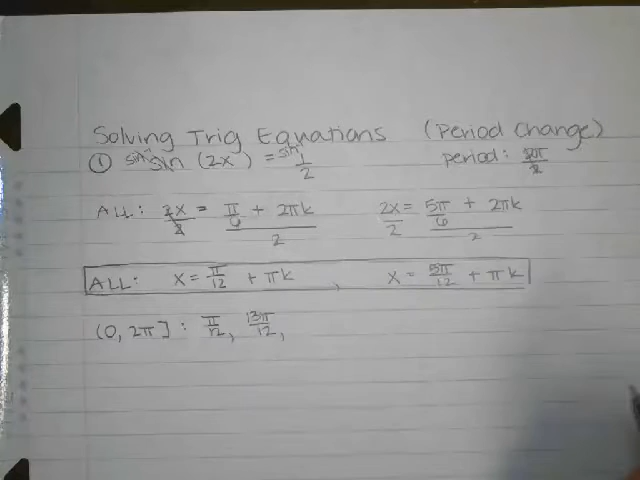 Solving Trig Equations (Period Change)
① sin⁻¹ sin (2x) = sin⁻¹ 1/2 period: 2π/2
ALL: 2x/2 = (π/6 + 2πk)/2 2x/2 = (5π/6 + 2πk)/2
ALL: x = π/12 + πk , x = 5π/12 + πk
(0, 2π] : π/12, 13π/12,